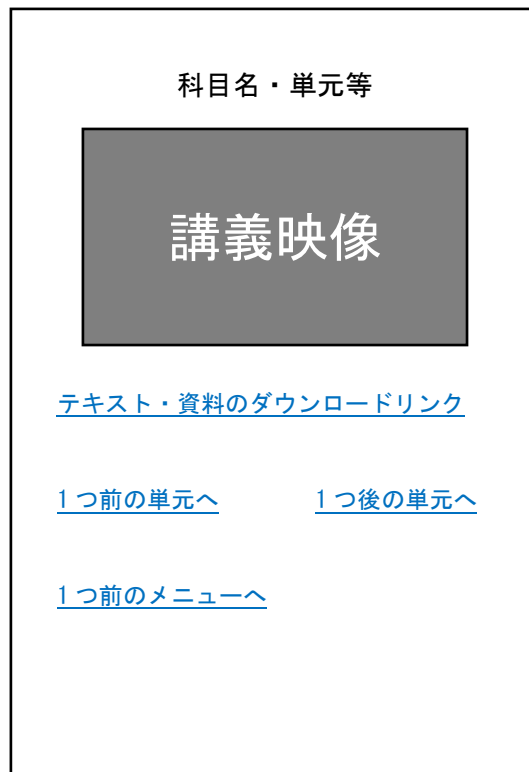 科目名・単元等
講義映像
テキスト・資料のダウンロードリンク
1つ前の単元へ 1つ後の単元へ
1つ前のメニューへ